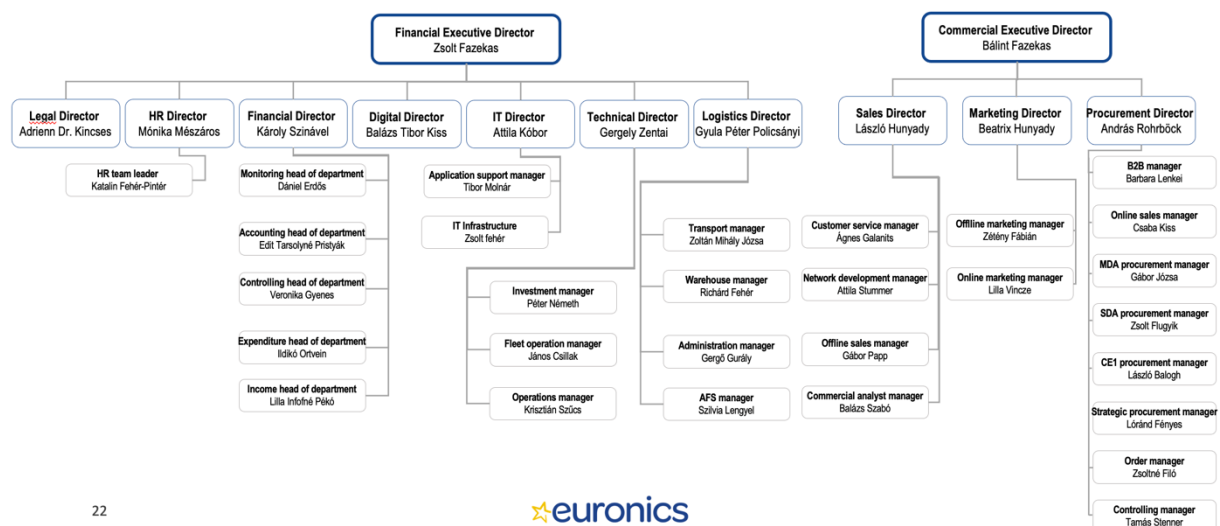 Financial Executive Director
Zsolt Fazekas
Commercial Executive Director
Bálint Fazekas
Legal Director
Adrienn Dr. Kincses
HR Director
Mónika Mészáros
Financial Director
Károly Szinável
Digital Director
Balázs Tibor Kiss
IT Director
Attila Kóbor
Technical Director
Gergely Zentai
Logistics Director
Gyula Péter Policsányi
Sales Director
László Hunyady
Marketing Director
Beatrix Hunyady
Procurement Director
András Rohrböck
HR team leader
Katalin Fehér-Pintér
Monitoring head of department
Dániel Erdős
Accounting head of department
Edit Tarsolyné Pristyák
Controlling head of department
Veronika Gyenes
Expenditure head of department
Ildikó Ortvein
Income head of department
Lilla Infofné Pékó
Application support manager
Tibor Molnár
IT Infrastructure
Zsolt fehér
Investment manager
Péter Németh
Fleet operation manager
János Csillak
Operations manager
Krisztián Szűcs
Transport manager
Zoltán Mihály Józsa
Warehouse manager
Richárd Fehér
Administration manager
Gergő Gurály
AFS manager
Szilvia Lengyel
Customer service manager
Ágnes Galanits
Network development manager
Attila Stummer
Offline sales manager
Gábor Papp
Commercial analyst manager
Balázs Szabó
Offiline marketing manager
Zétény Fábián
Online marketing manager
Lilla Vincze
B2B manager
Barbara Lenkei
Online sales manager
Csaba Kiss
MDA procurement manager
Gábor Józsa
SDA procurement manager
Zsolt Flugyik
CE1 procurement manager
László Balogh
Strategic procurement manager
Lóránd Fényes
Order manager
Zsoltné Filó
Controlling manager
Tamás Stenner
22
euronics